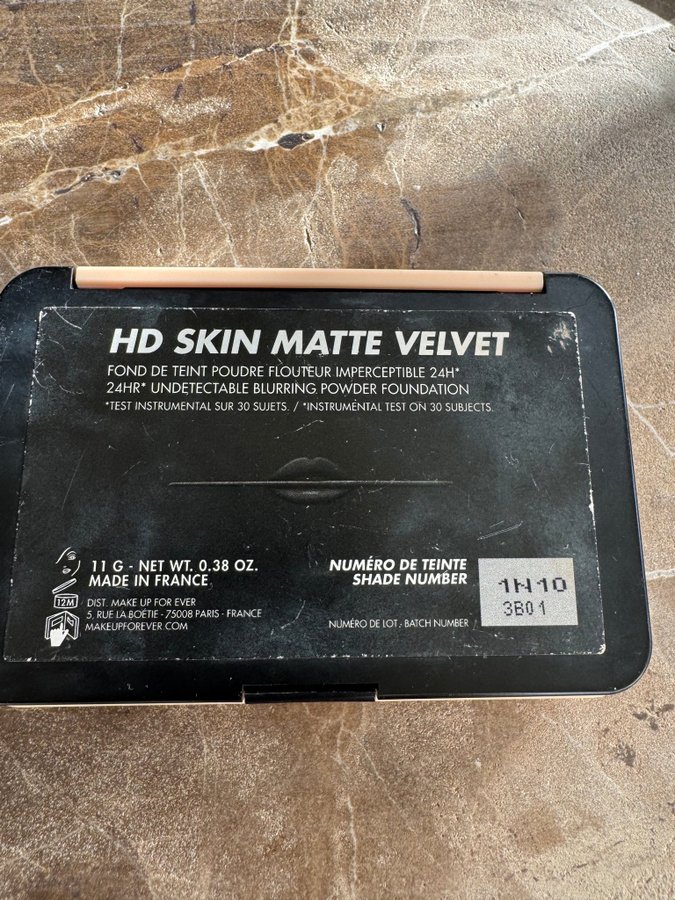 HD SKIN MATTE VELVET
FOND DE TEINT POUDRE FLOUTEUR IMPERCEPTIBLE 24H*
24HR* UNDETECTABLE BLURRING POWDER FOUNDATION
*TEST INSTRUMENTAL SUR 30 SUJETS. / *INSTRUMENTAL TEST ON 30 SUBJECTS.
11 G - NET WT. 0.38 OZ.
MADE IN FRANCE
12M
DIST. MAKE UP FOR EVER
5, RUE LA BOÉTIE - 75008 PARIS - FRANCE
MAKEUPFOREVER.COM
NUMÉRO DE TEINTE
SHADE NUMBER
1N10
3B01
NUMÉRO DE LOT - BATCH NUMBER